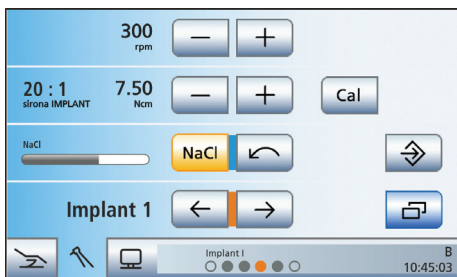 300
rpm
20 : 1 7.50
sirona IMPLANT Ncm
Cal
NaCl
NaCl
Implant 1
Implant I
B
10:45:03